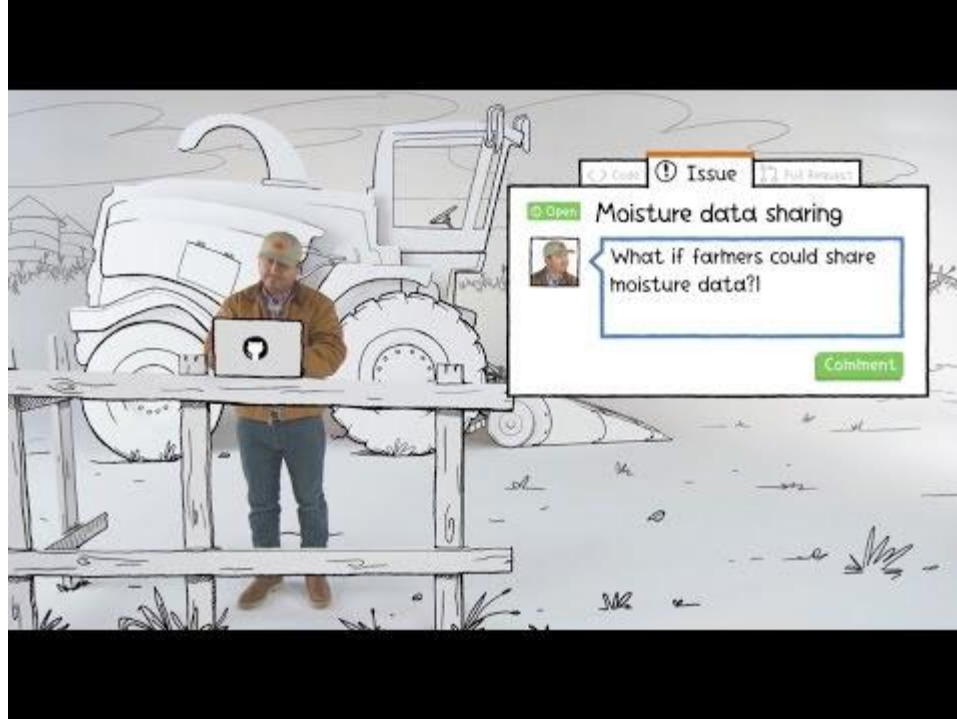 Code
Issue
Pull Request
Open
Moisture data sharing
What if farmers could share
moisture data?
Comment